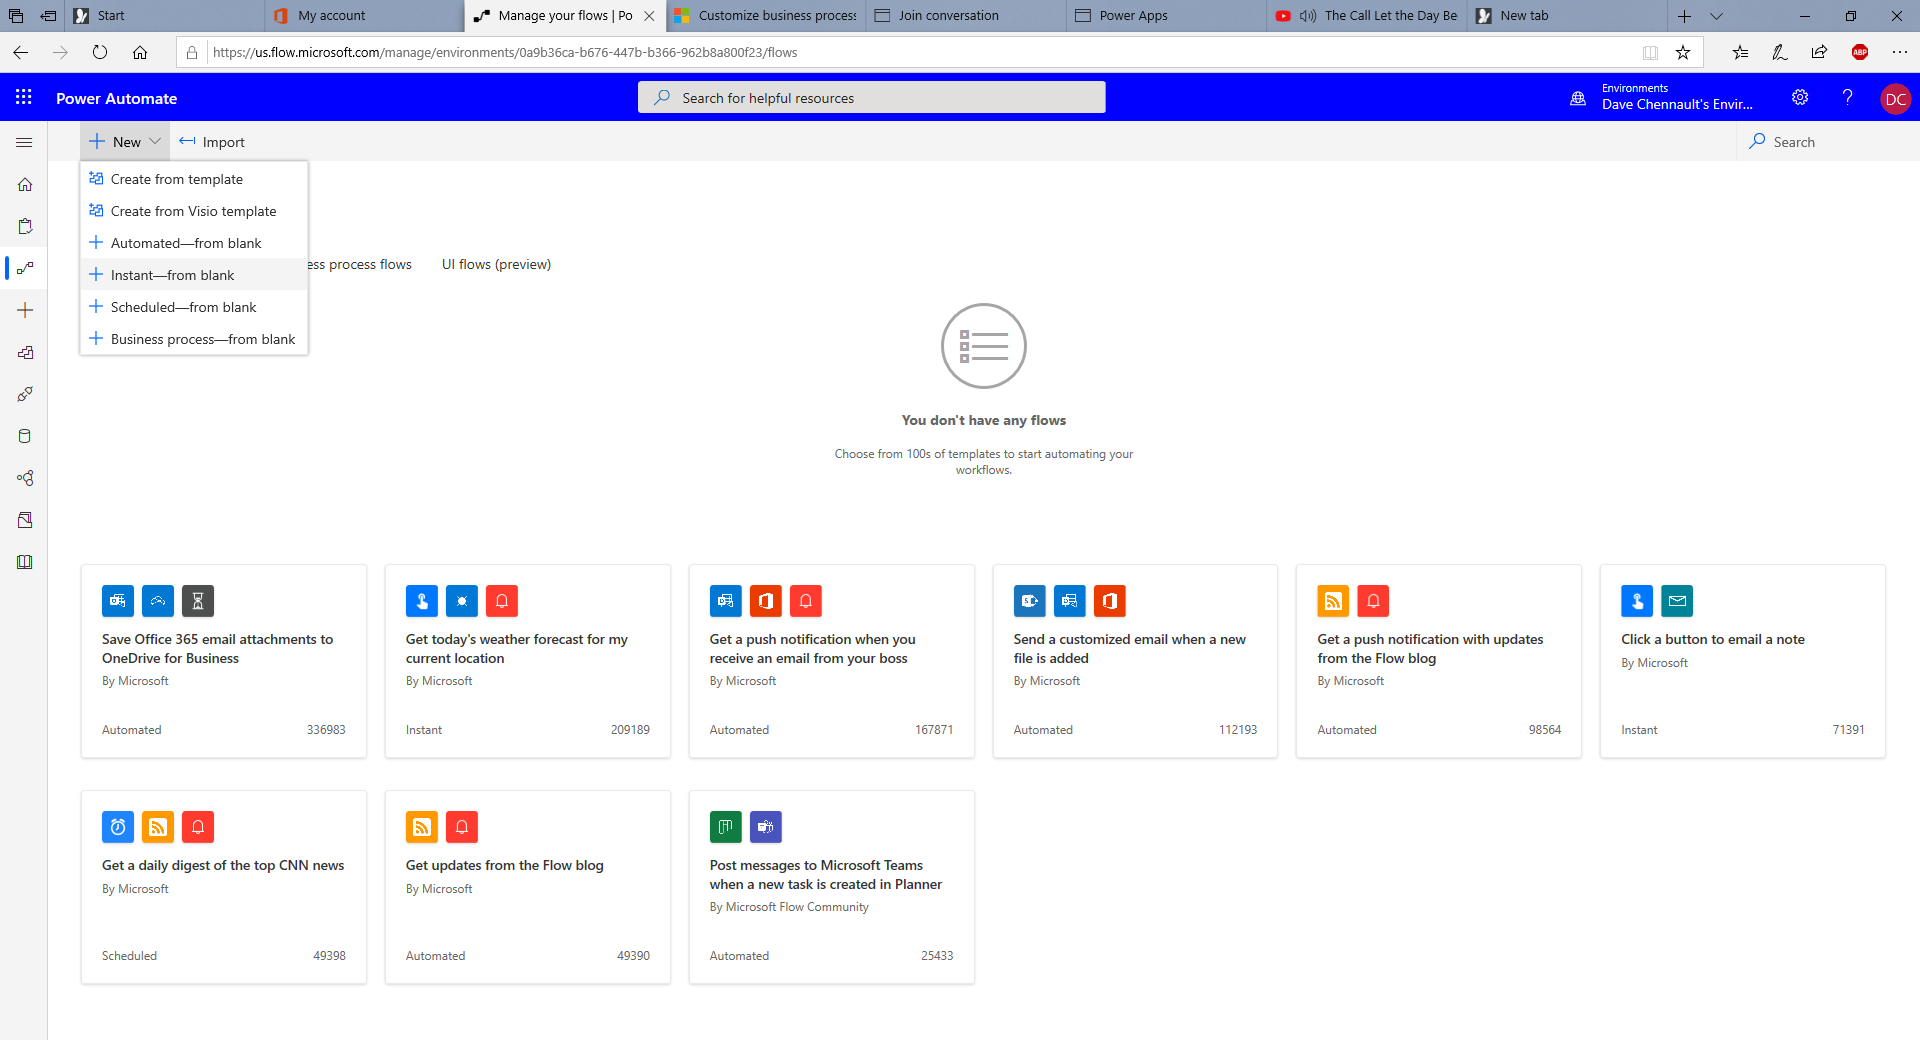 Start
My account
Manage your flows | Po
Customize business process
Join conversation
Power Apps
The Call Let the Day Be
New tab
https://us.flow.microsoft.com/manage/environments/0a9b36ca-b676-447b-b366-962b8a800f23/flows
ABP
Power Automate
Search for helpful resources
Environments
Dave Chennault's Envir...
?
DC
New
Import
Search
Create from template
Create from Visio template
Automated—from blank
Instant—from blank
Scheduled—from blank
Business process—from blank
ess process flows
UI flows (preview)
You don't have any flows
Choose from 100s of templates to start automating your
workflows.
Save Office 365 email attachments to
OneDrive for Business
By Microsoft
Automated
336983
Get today's weather forecast for my
current location
By Microsoft
Instant
209189
Get a push notification when you
receive an email from your boss
By Microsoft
Automated
167871
Send a customized email when a new
file is added
By Microsoft
Automated
112193
Get a push notification with updates
from the Flow blog
By Microsoft
Automated
98564
Click a button to email a note
By Microsoft
Instant
71391
Get a daily digest of the top CNN news
By Microsoft
Scheduled
49398
Get updates from the Flow blog
By Microsoft
Automated
49390
Post messages to Microsoft Teams
when a new task is created in Planner
By Microsoft Flow Community
Automated
25433